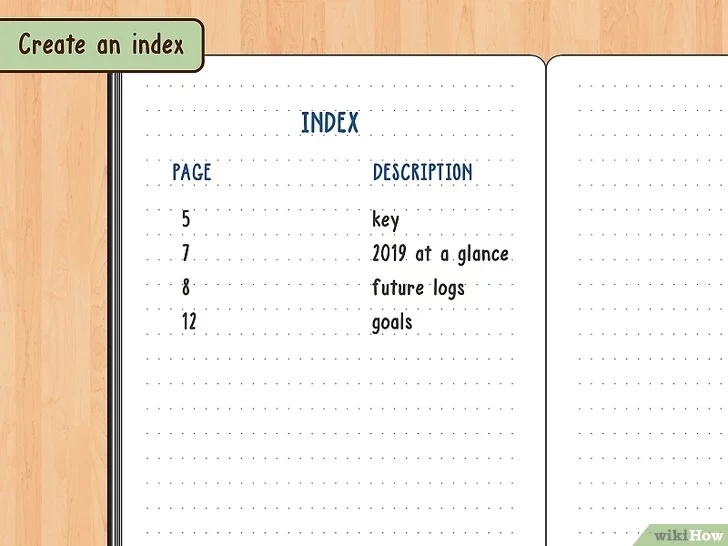 Create an index
INDEX
PAGE DESCRIPTION
5 key
7 2019 at a glance
8 future logs
12 goals
wikiHow